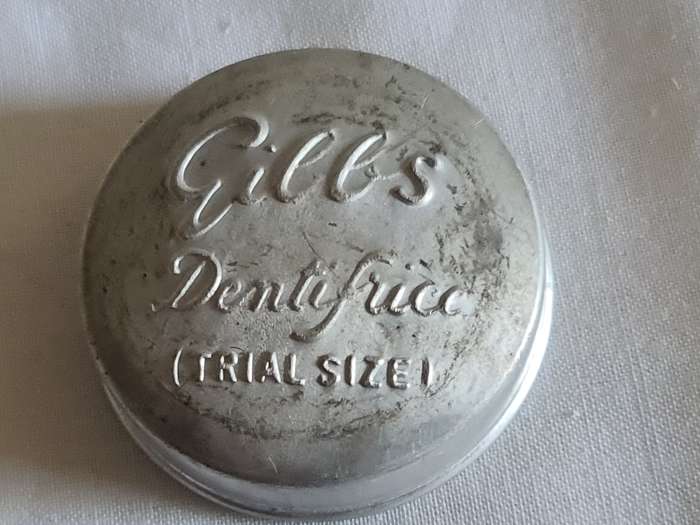 Gibbs
Dentifrice
(TRIAL SIZE)